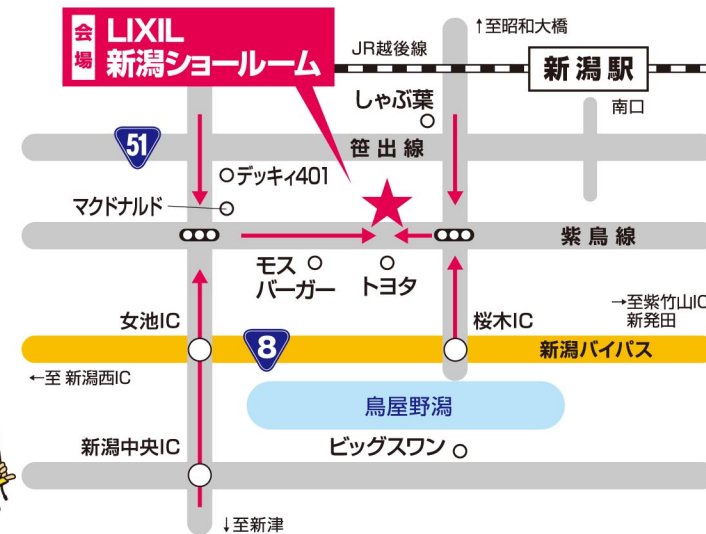 会場
LIXIL
新潟ショールーム
↑至昭和大橋
JR越後線
新潟駅
しゃぶ葉
南口
51
笹出線
デッキィ401
マクドナルド
紫鳥線
モス
バーガー
トヨタ
→至紫竹山IC
新発田
女池IC
桜木IC
8
新潟バイパス
←至 新潟西IC
鳥屋野潟
新潟中央IC
ビッグスワン
↓至新津